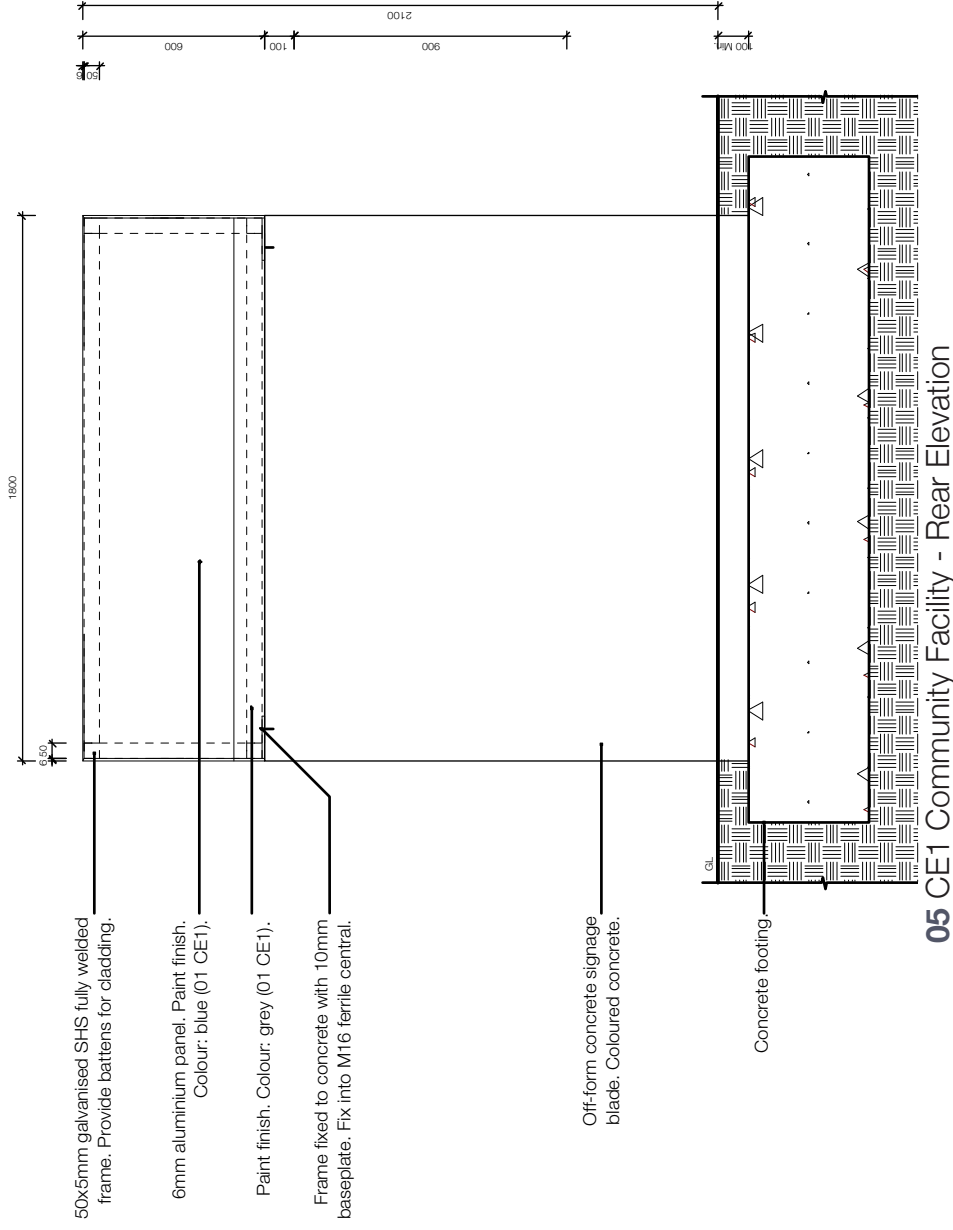 1800
6 50
50 6
600
100
900
2100
100 Min.
50x5mm galvanised SHS fully welded
frame. Provide battens for cladding.
6mm aluminium panel. Paint finish.
Colour: blue (01 CE1).
Paint finish. Colour: grey (01 CE1).
Frame fixed to concrete with 10mm
baseplate. Fix into M16 ferrile central.
Off-form concrete signage
blade. Coloured concrete.
GL
Concrete footing.
05 CE1 Community Facility - Rear Elevation